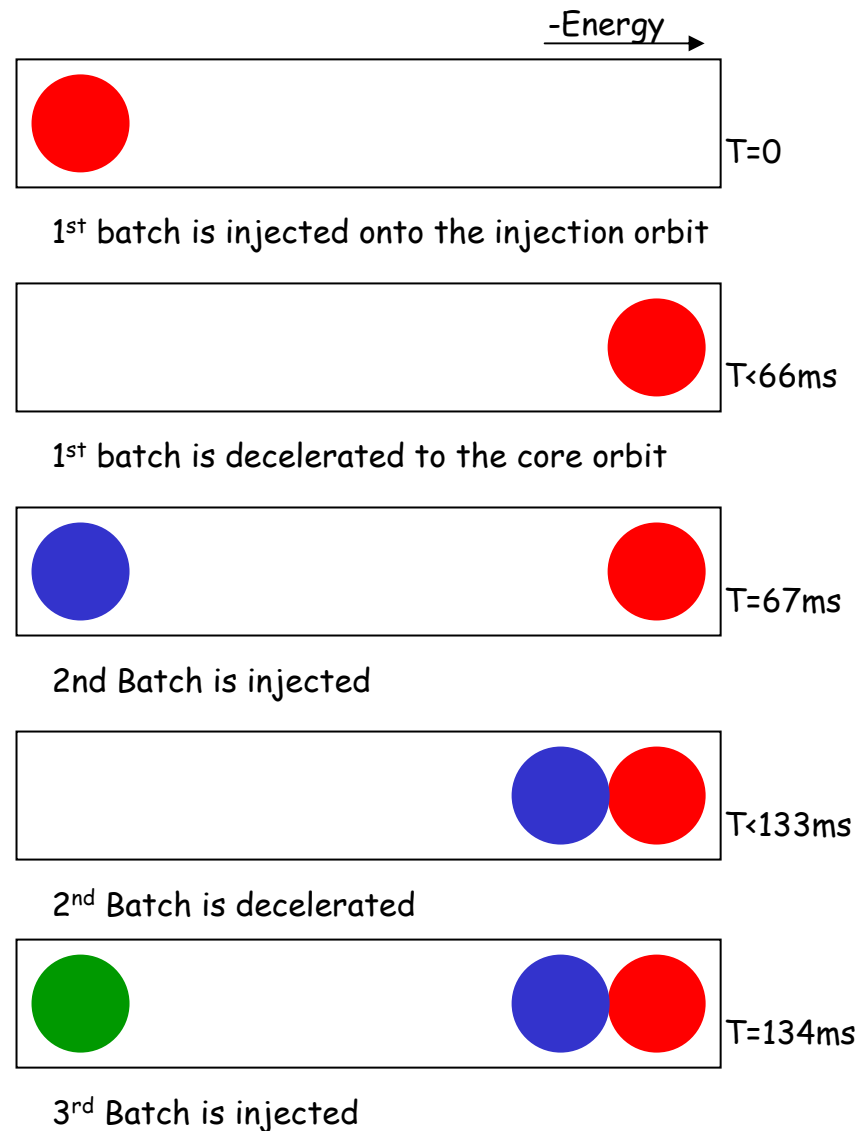 -Energy
T=0
1st batch is injected onto the injection orbit
T<66ms
1st batch is decelerated to the core orbit
T=67ms
2nd Batch is injected
T<133ms
2nd Batch is decelerated
T=134ms
3rd Batch is injected